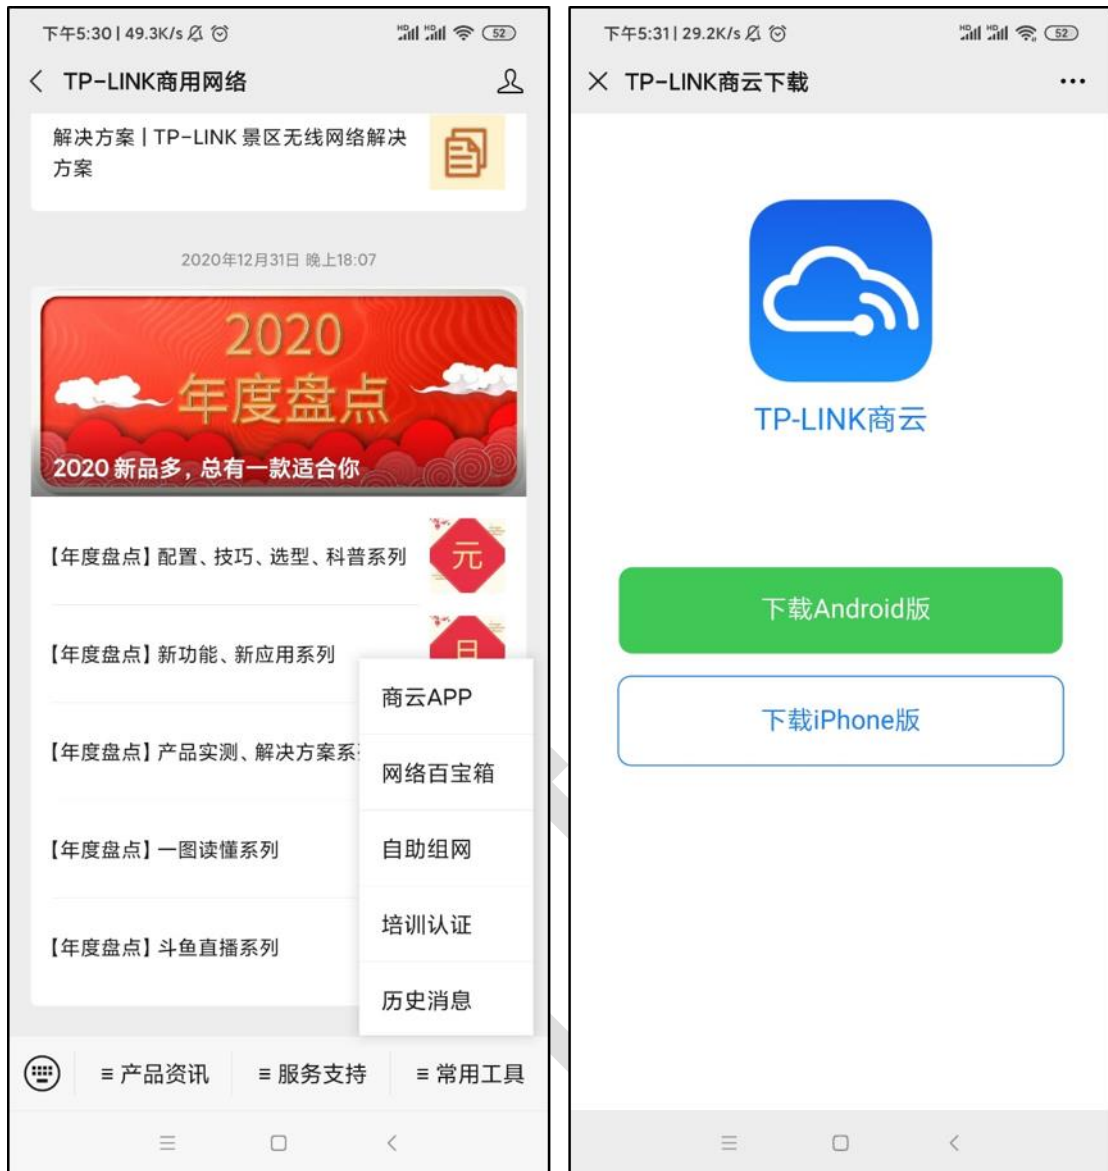 下午5:30 | 49.3K/s
HD HD 52
TP-LINK商用网络
解决方案 | TP-LINK 景区无线网络解决
方案
2020年12月31日 晚上18:07
2020
年度盘点
2020 新品多，总有一款适合你
【年度盘点】配置、技巧、选型、科普系列
元
【年度盘点】新功能、新应用系列
旦
【年度盘点】产品实测、解决方案系
【年度盘点】一图读懂系列
【年度盘点】斗鱼直播系列
商云APP
网络百宝箱
自助组网
培训认证
历史消息
产品资讯
服务支持
常用工具
下午5:31 | 29.2K/s
HD HD 52
TP-LINK商云下载
TP-LINK商云
下载Android版
下载iPhone版